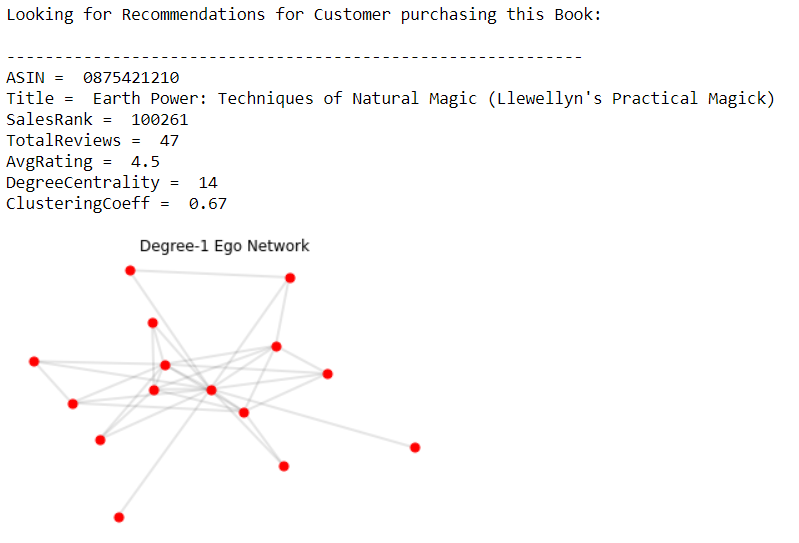 Looking for Recommendations for Customer purchasing this Book:
------------------------------------------------------------
ASIN =  0875421210
Title =  Earth Power: Techniques of Natural Magic (Llewellyn's Practical Magick)
SalesRank =  100261
TotalReviews =  47
AvgRating =  4.5
DegreeCentrality =  14
ClusteringCoeff =  0.67
Degree-1 Ego Network